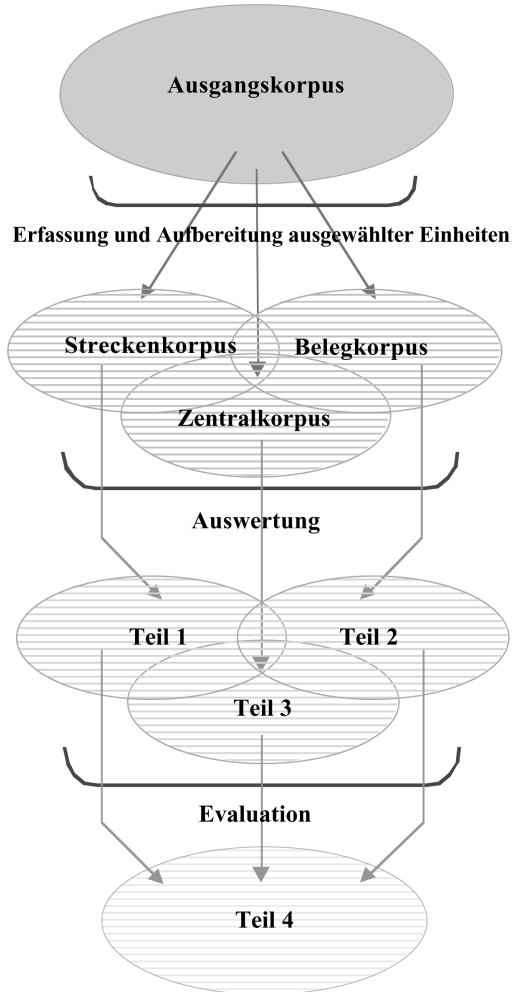 Ausgangskorpus
Erfassung und Aufbereitung ausgewählter Einheiten
Streckenkorpus
Belegkorpus
Zentralkorpus
Auswertung
Teil 1
Teil 2
Teil 3
Evaluation
Teil 4